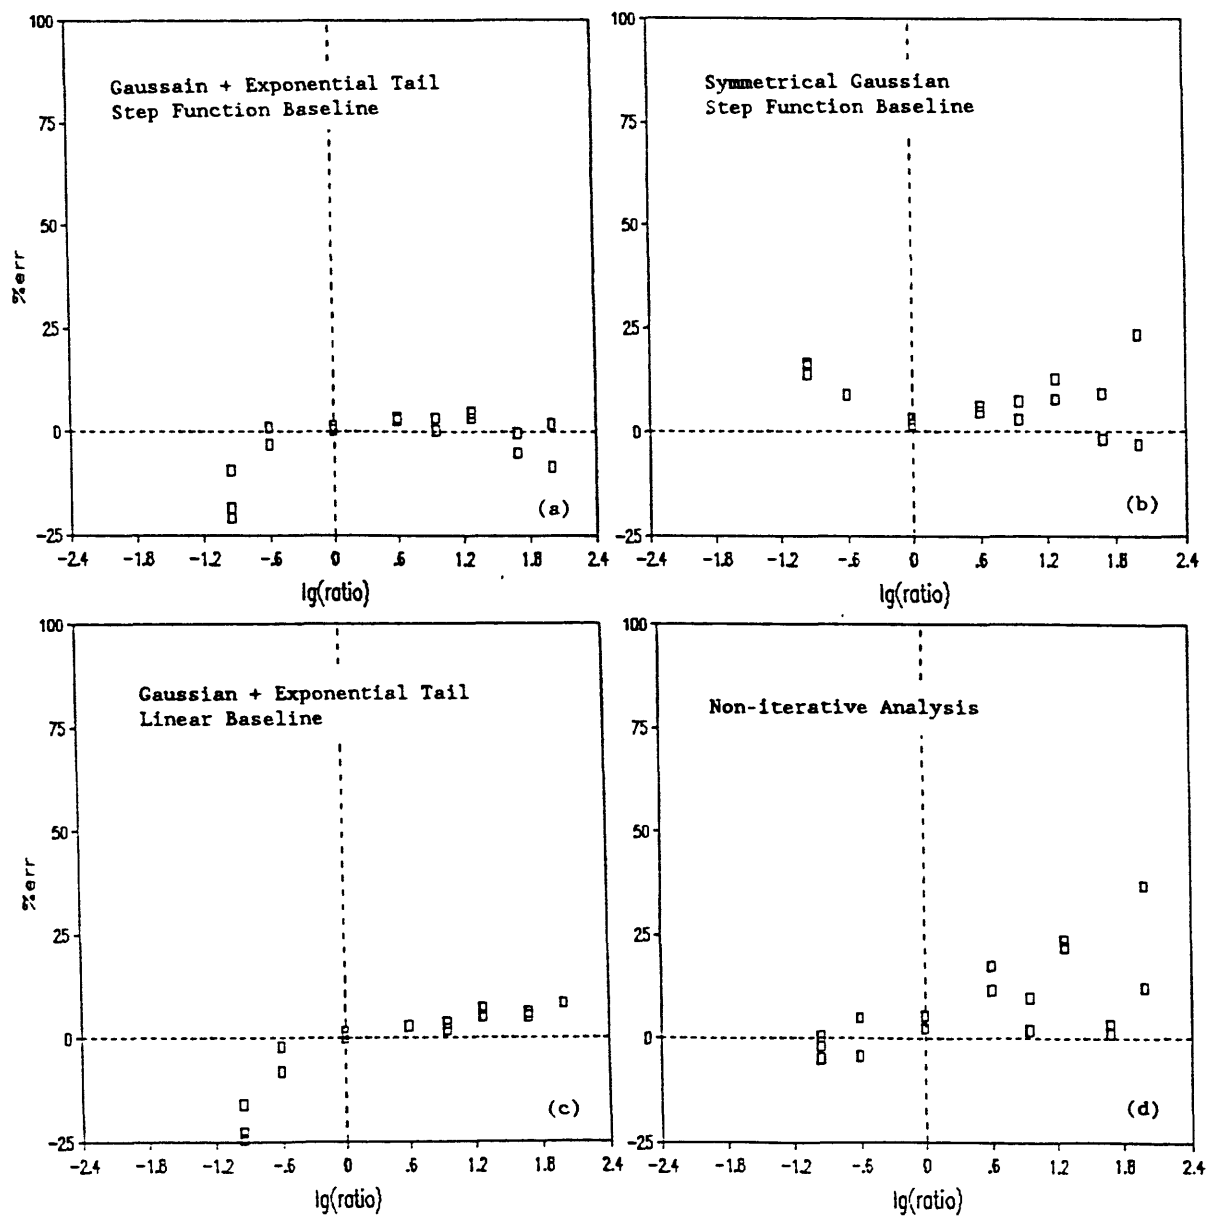 100
75
50
25
0
-25
%err
Gaussain + Exponential Tail
Step Function Baseline
(a)
-2.4 -1.8 -1.2 -.6 0 .6 1.2 1.8 2.4
lg(ratio)
100
75
50
25
0
-25
Symmetrical Gaussian
Step Function Baseline
(b)
-2.4 -1.8 -1.2 -.6 0 .6 1.2 1.8 2.4
lg(ratio)
100
75
50
25
0
-25
%err
Gaussian + Exponential Tail
Linear Baseline
(c)
-2.4 -1.8 -1.2 -.6 0 .6 1.2 1.8 2.4
lg(ratio)
100
75
50
25
0
-25
Non-iterative Analysis
(d)
-2.4 -1.8 -1.2 -.6 0 .6 1.2 1.8 2.4
lg(ratio)